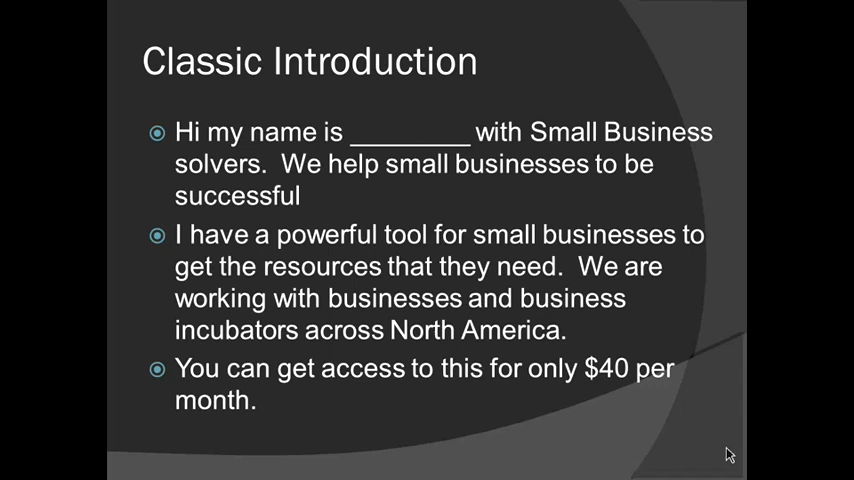 Classic Introduction
Hi my name is ________ with Small Business
solvers. We help small businesses to be
successful
I have a powerful tool for small businesses to
get the resources that they need. We are
working with businesses and business
incubators across North America.
You can get access to this for only $40 per
month.